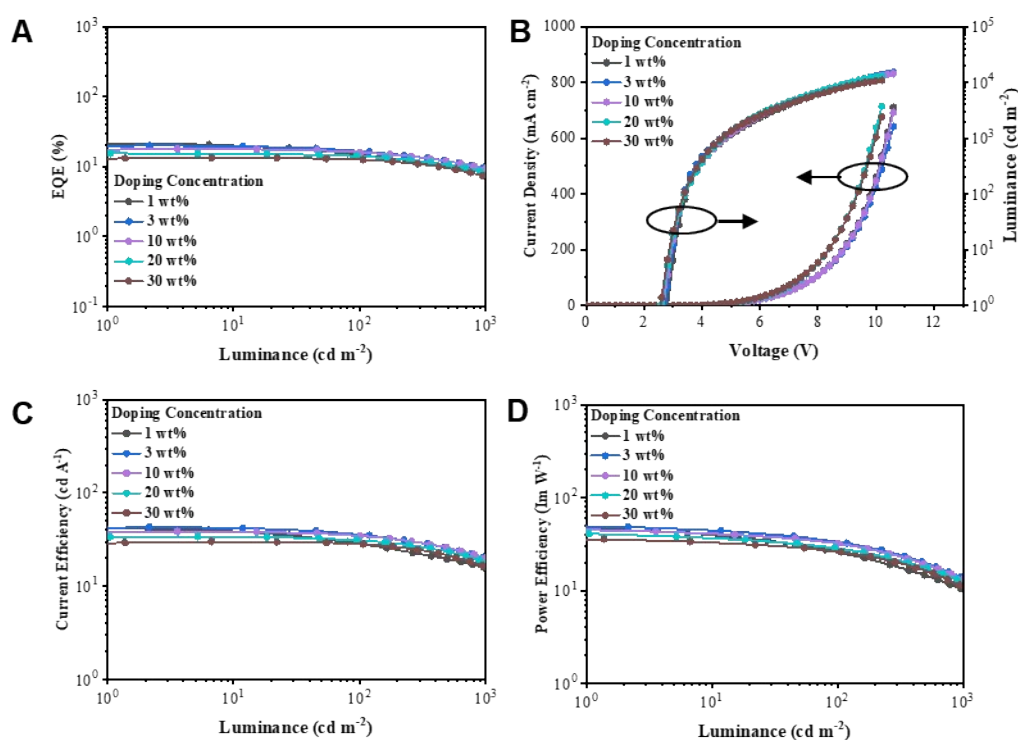 A
EQE (%)
10³
10²
10¹
10⁰
10⁻¹
Doping Concentration
1 wt%
3 wt%
10 wt%
20 wt%
30 wt%
10⁰ 10¹ 10² 10³
Luminance (cd m⁻²)
B
Current Density (mA cm⁻²)
1000
800
600
400
200
0
Doping Concentration
1 wt%
3 wt%
10 wt%
20 wt%
30 wt%
10⁵
10⁴
10³
10²
10¹
10⁰
Luminance (cd m⁻²)
0 2 4 6 8 10 12
Voltage (V)
C
Current Efficiency (cd A⁻¹)
10³
10²
10¹
10⁰
Doping Concentration
1 wt%
3 wt%
10 wt%
20 wt%
30 wt%
10⁰ 10¹ 10² 10³
Luminance (cd m⁻²)
D
Power Efficiency (lm W⁻¹)
10³
10²
10¹
10⁰
Doping Concentration
1 wt%
3 wt%
10 wt%
20 wt%
30 wt%
10⁰ 10¹ 10² 10³
Luminance (cd m⁻²)